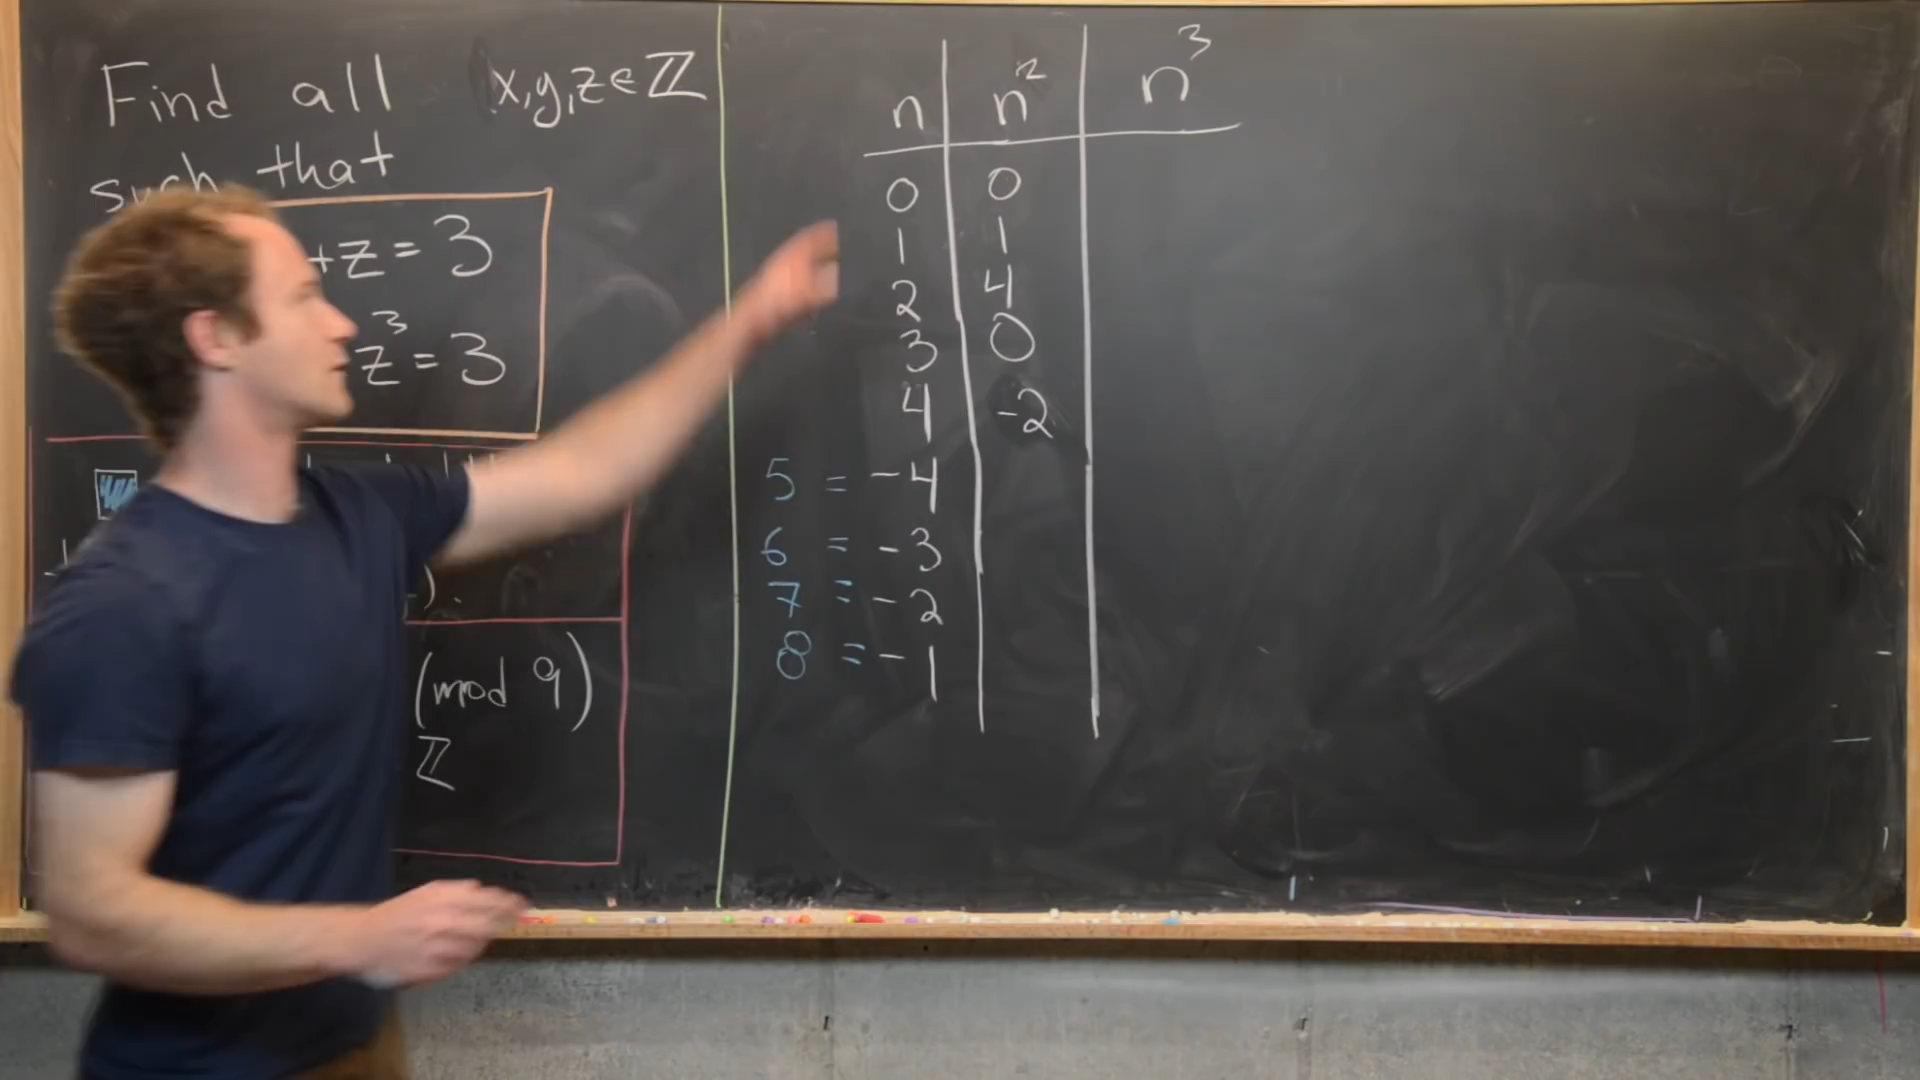 Find all x,y,z∈ℤ
such that
+z=3
z³=3
(mod 9)
ℤ
n n² n³
0 0
1 1
2 4
3 0
4 -2
5 = -4
6 = -3
7 = -2
8 = -1